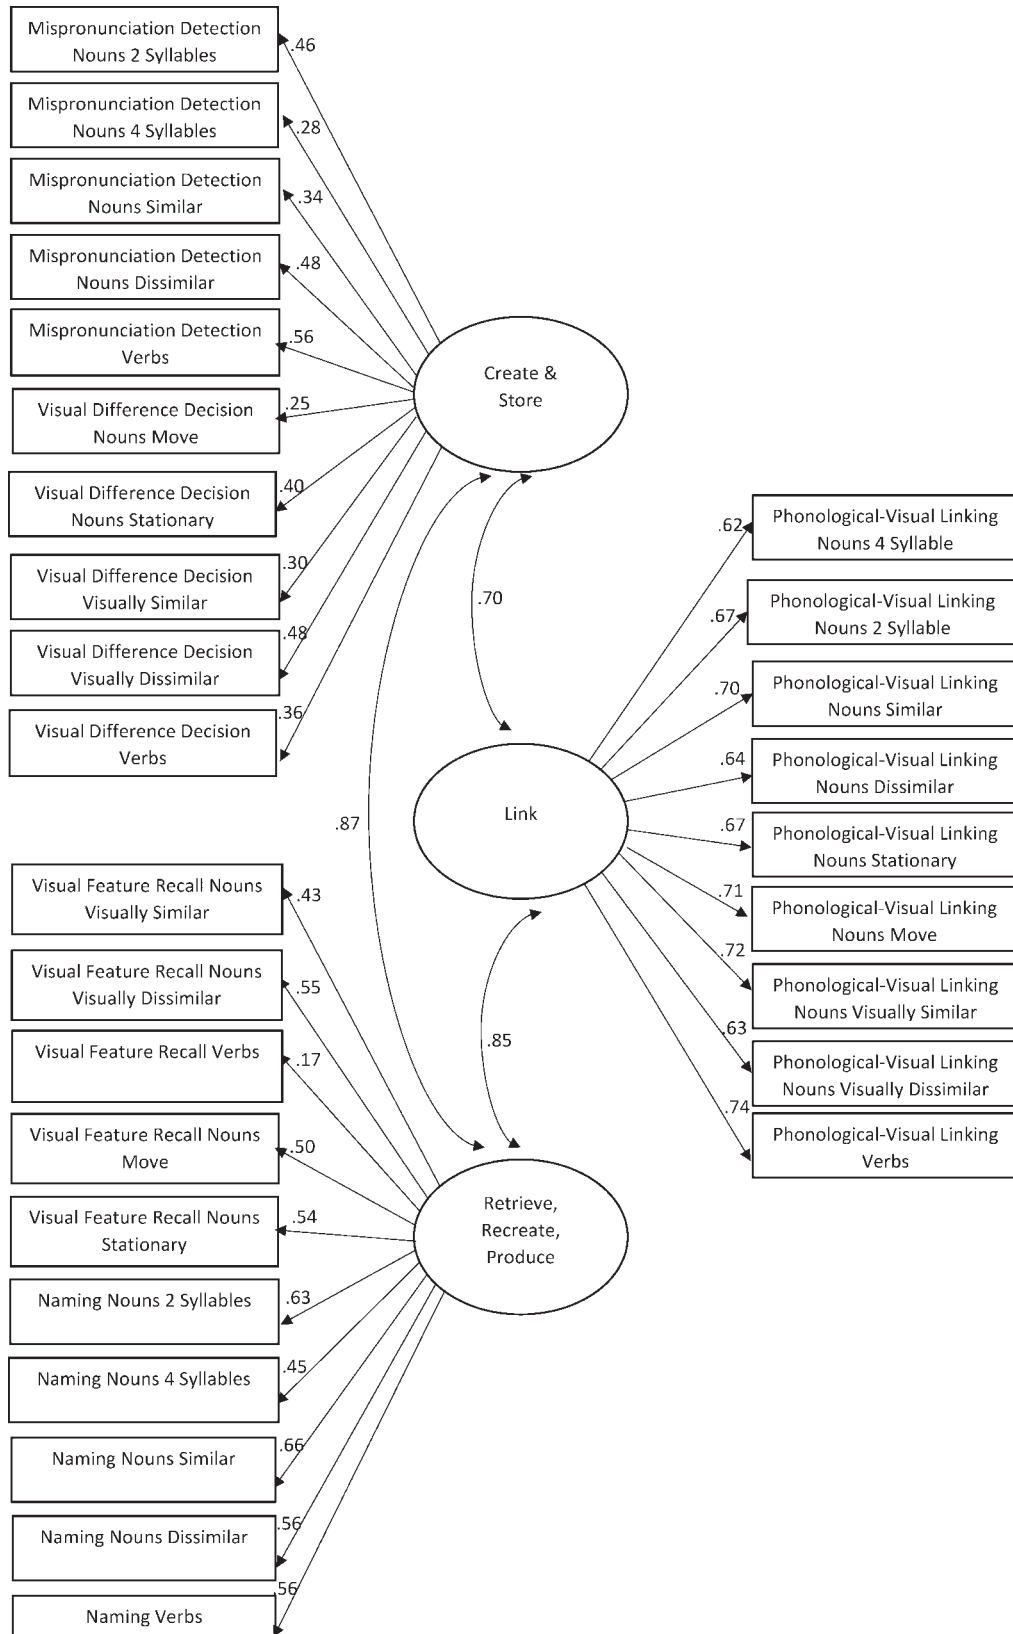 Mispronunciation Detection
Nouns 2 Syllables
.46
Mispronunciation Detection
Nouns 4 Syllables
.28
Mispronunciation Detection
Nouns Similar
.34
Mispronunciation Detection
Nouns Dissimilar
.48
Mispronunciation Detection
Verbs
.56
Visual Difference Decision
Nouns Move
.25
Visual Difference Decision
Nouns Stationary
.40
Visual Difference Decision
Visually Similar
.30
Visual Difference Decision
Visually Dissimilar
.48
Visual Difference Decision
Verbs
.36
Create &
Store
.70
.87
Link
.85
.62
Phonological-Visual Linking
Nouns 4 Syllable
.67
Phonological-Visual Linking
Nouns 2 Syllable
.70
Phonological-Visual Linking
Nouns Similar
.64
Phonological-Visual Linking
Nouns Dissimilar
.67
Phonological-Visual Linking
Nouns Stationary
.71
Phonological-Visual Linking
Nouns Move
.72
Phonological-Visual Linking
Nouns Visually Similar
.63
Phonological-Visual Linking
Nouns Visually Dissimilar
.74
Phonological-Visual Linking
Verbs
Visual Feature Recall Nouns
Visually Similar
.43
Visual Feature Recall Nouns
Visually Dissimilar
.55
Visual Feature Recall Verbs
.17
Visual Feature Recall Nouns
Move
.50
Visual Feature Recall Nouns
Stationary
.54
Naming Nouns 2 Syllables
.63
Naming Nouns 4 Syllables
.45
Naming Nouns Similar
.66
Naming Nouns Dissimilar
.56
Naming Verbs
.56
Retrieve,
Recreate,
Produce